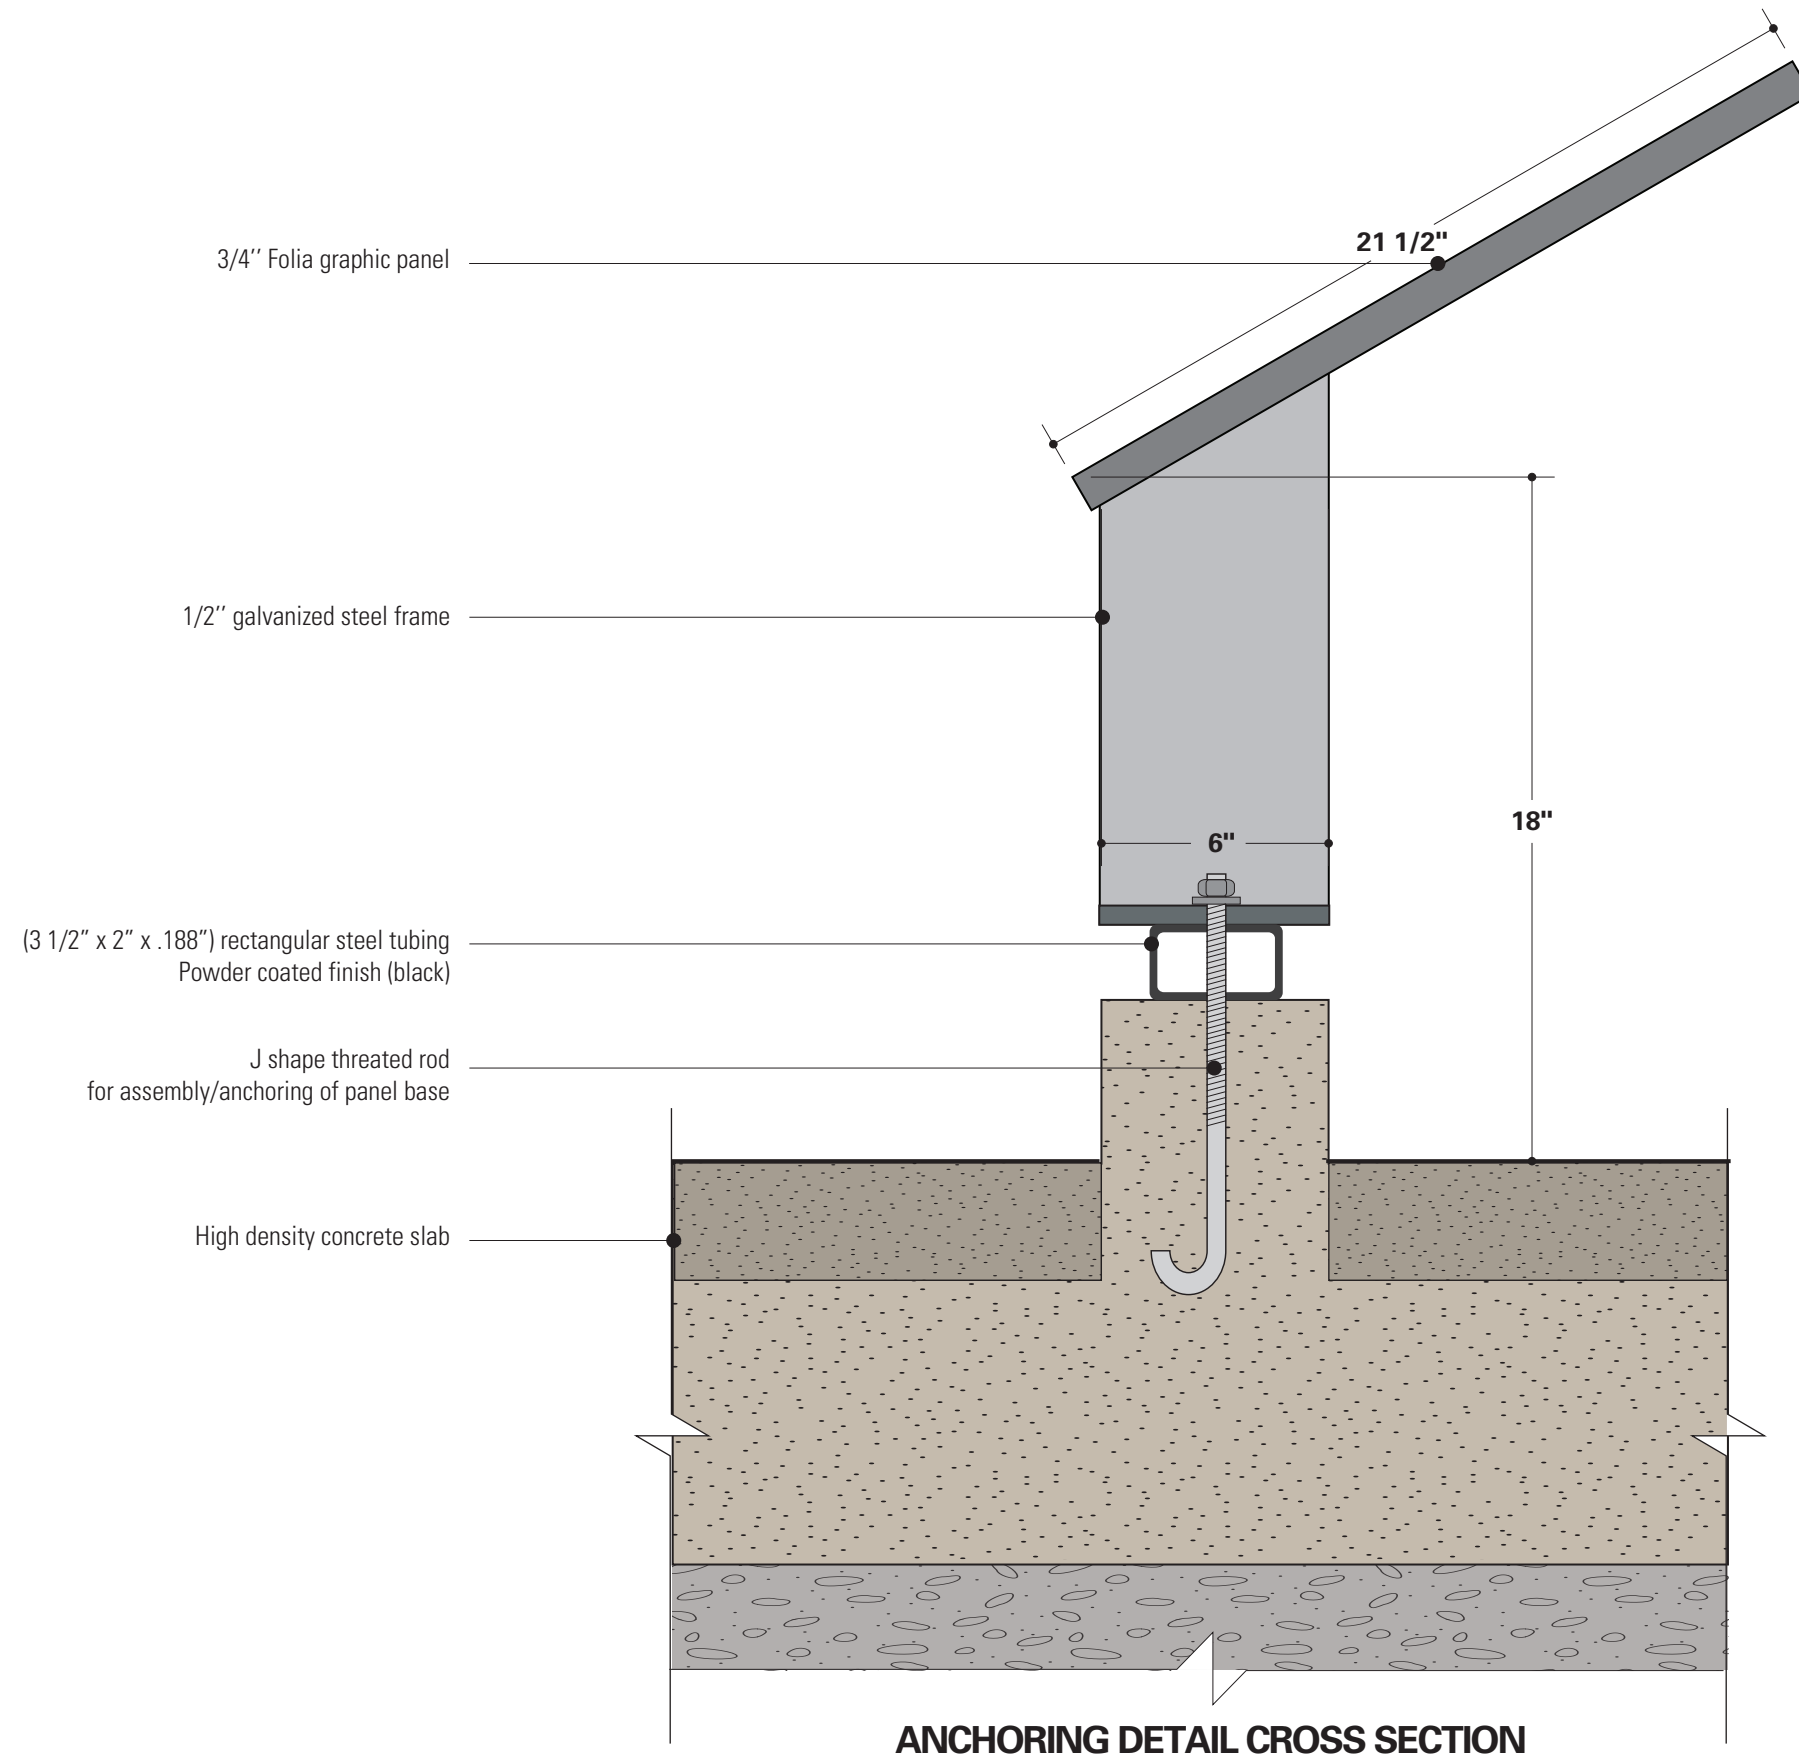 21 1/2"
3/4′′ Folia graphic panel
1/2′′ galvanized steel frame
18"
6"
(3 1/2” x 2” x .188”) rectangular steel tubing
Powder coated finish (black)
J shape threated rod
for assembly/anchoring of panel base
High density concrete slab
ANCHORING DETAIL CROSS SECTION